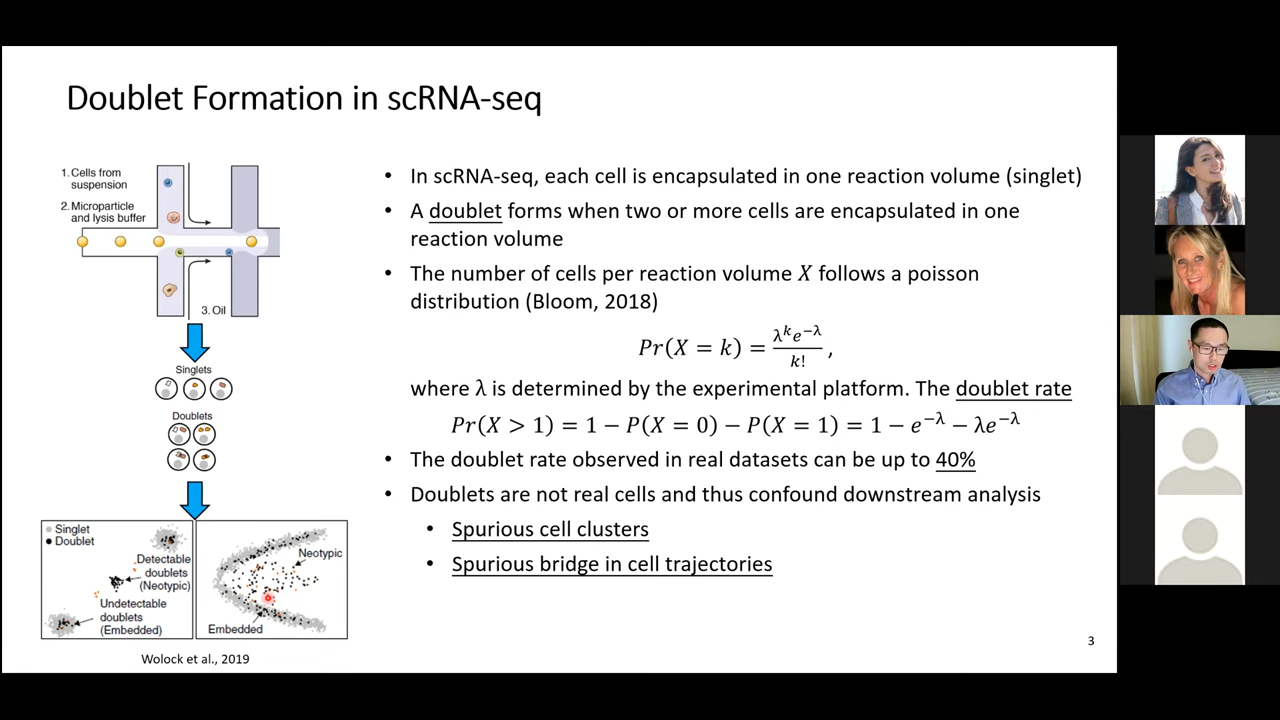 Doublet Formation in scRNA-seq
1. Cells from
suspension
2. Microparticle
and lysis buffer
3. Oil
Singlets
Doublets
Singlet
Doublet
Detectable
doublets
(Neotypic)
Undetectable
doublets
(Embedded)
Neotypic
Embedded
Wolock et al., 2019
• In scRNA-seq, each cell is encapsulated in one reaction volume (singlet)
• A doublet forms when two or more cells are encapsulated in one
reaction volume
• The number of cells per reaction volume X follows a poisson
distribution (Bloom, 2018)
Pr(X = k) = λ^k e^−λ / k! ,
where λ is determined by the experimental platform. The doublet rate
Pr(X > 1) = 1 − P(X = 0) − P(X = 1) = 1 − e^−λ − λe^−λ
• The doublet rate observed in real datasets can be up to 40%
• Doublets are not real cells and thus confound downstream analysis
• Spurious cell clusters
• Spurious bridge in cell trajectories
3